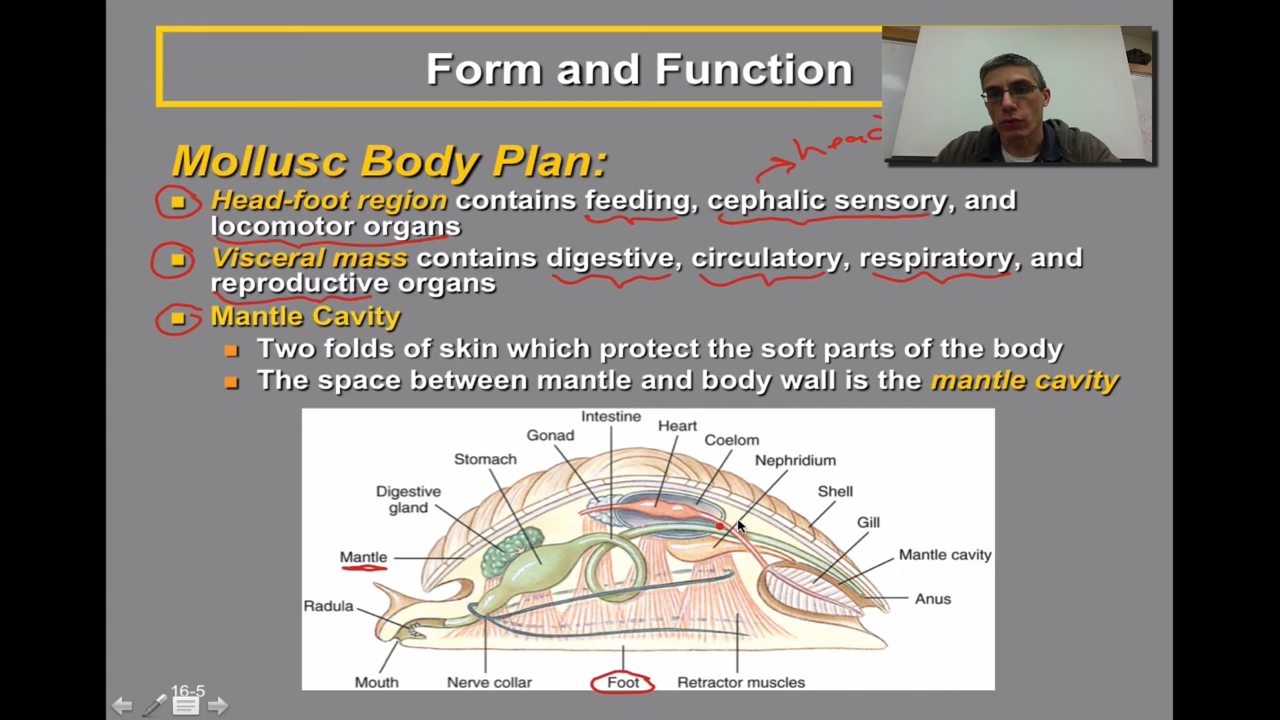 Form and Function
head
Mollusc Body Plan:
Head-foot region contains feeding, cephalic sensory, and
locomotor organs
Visceral mass contains digestive, circulatory, respiratory, and
reproductive organs
Mantle Cavity
Two folds of skin which protect the soft parts of the body
The space between mantle and body wall is the mantle cavity
Intestine
Heart
Gonad
Coelom
Stomach
Nephridium
Digestive
gland
Shell
Gill
Mantle
Mantle cavity
Anus
Radula
Mouth
Nerve collar
Foot
Retractor muscles
16-5